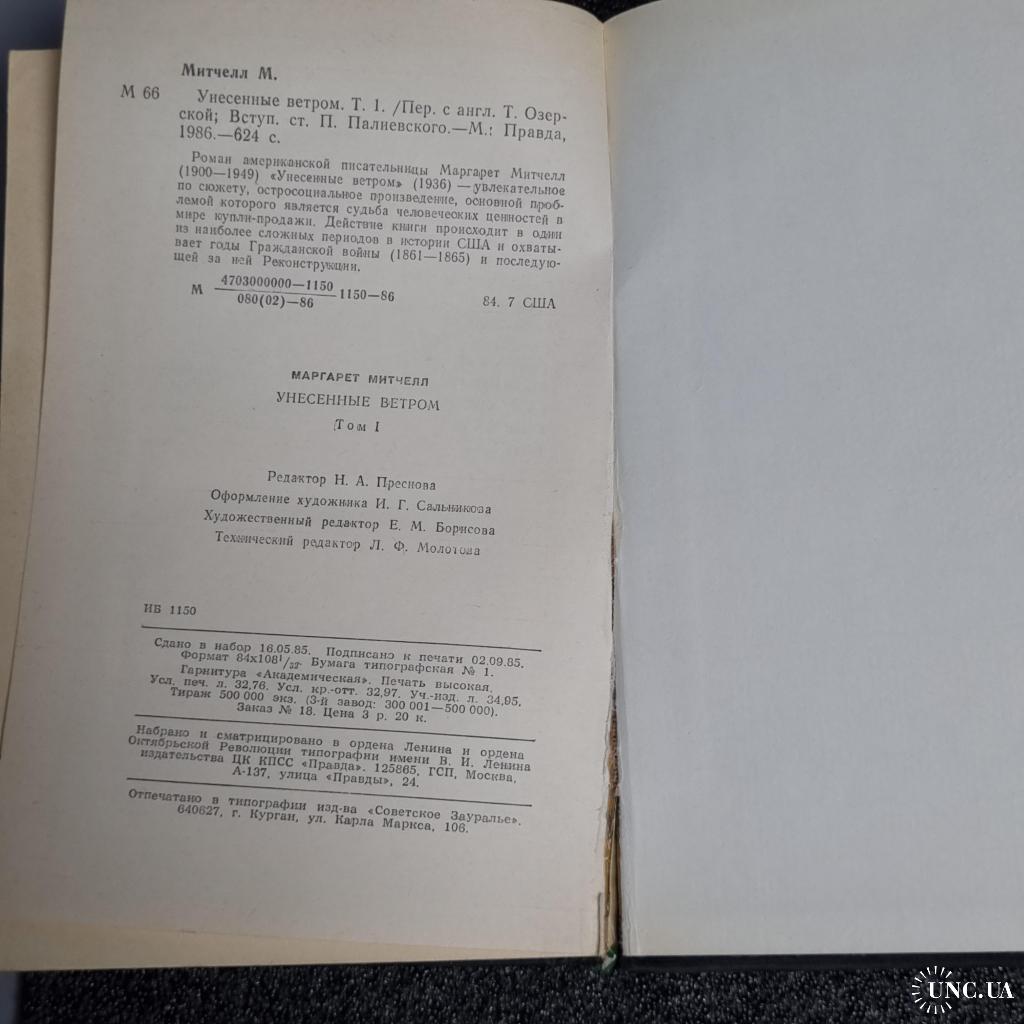 Митчелл М.
М 66 Унесенные ветром. Т. 1. /Пер. с англ. Т. Озер-
ской; Вступ. ст. П. Палиевского.—М.: Правда,
1986.—624 с.
Роман американской писательницы Маргарет Митчелл
(1900—1949) «Унесенные ветром» (1936) — увлекательное
по сюжету, остросоциальное произведение, основной проб-
лемой которого является судьба человеческих ценностей в
мире купли-продажи. Действие книги происходит в один
из наиболее сложных периодов в истории США и охваты-
вает годы Гражданской войны (1861—1865) и последую-
щей за ней Реконструкции.
М 4703000000—1150
080(02)—86 1150—86 84. 7 США
МАРГАРЕТ МИТЧЕЛЛ
УНЕСЕННЫЕ ВЕТРОМ
Том I
Редактор Н. А. Преснова
Оформление художника И. Г. Сальникова
Художественный редактор Е. М. Борисова
Технический редактор Л. Ф. Молотова
ИБ 1150
Сдано в набор 16.05.85. Подписано к печати 02.09.85.
Формат 84х108¹/₃₂. Бумага типографская № 1.
Гарнитура «Академическая». Печать высокая.
Усл. печ. л. 32,76. Усл. кр.-отт. 32,97. Уч.-изд. л. 34,95.
Тираж 500 000 экз. (3-й завод: 300 001—500 000).
Заказ № 18. Цена 3 р. 20 к.
Набрано и сматрицировано в ордена Ленина и ордена
Октябрьской Революции типографии имени В. И. Ленина
издательства ЦК КПСС «Правда». 125865, ГСП, Москва,
А-137, улица «Правды», 24.
Отпечатано в типографии изд-ва «Советское Зауралье».
640627, г. Курган, ул. Карла Маркса, 106.
UNC.UA